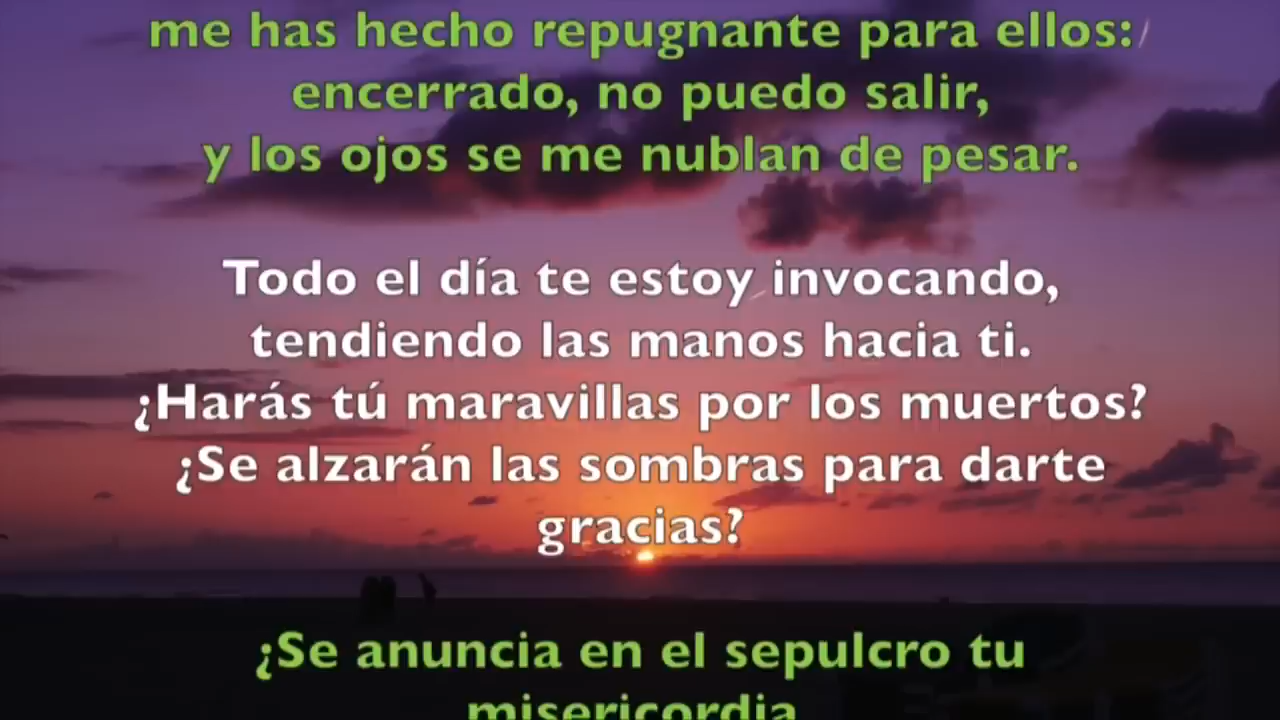 me has hecho repugnante para ellos:
encerrado, no puedo salir,
y los ojos se me nublan de pesar.
Todo el día te estoy invocando,
tendiendo las manos hacia ti.
¿Harás tú maravillas por los muertos?
¿Se alzarán las sombras para darte
gracias?
¿Se anuncia en el sepulcro tu
misericordia